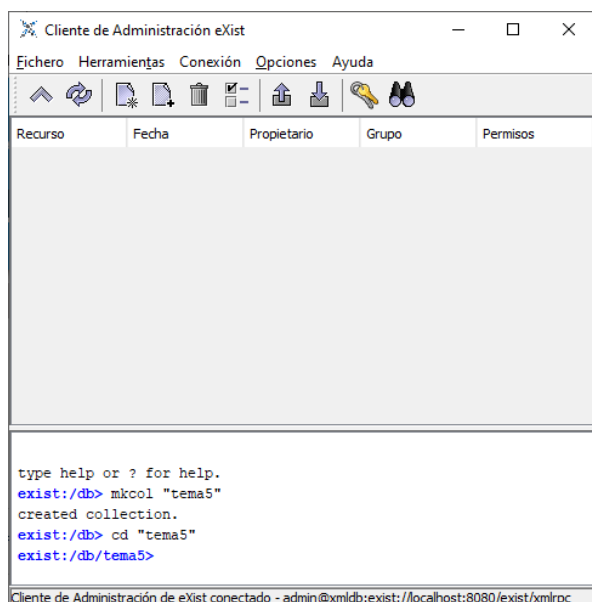 Cliente de Administración eXist
Fichero Herramientas Conexión Opciones Ayuda
Recurso Fecha Propietario Grupo Permisos
type help or ? for help.
exist:/db> mkcol "tema5"
created collection.
exist:/db> cd "tema5"
exist:/db/tema5>
Cliente de Administración de eXist conectado - admin@xmldb:exist://localhost:8080/exist/xmlrpc